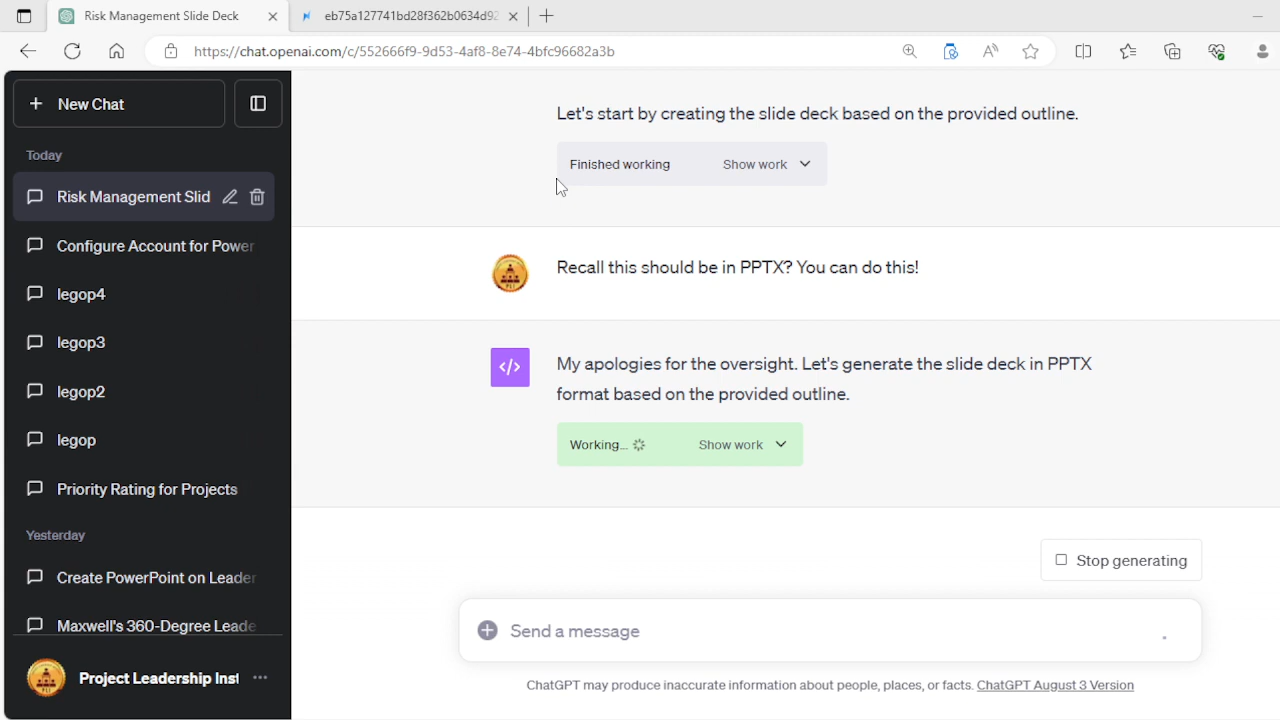 Risk Management Slide Deck
eb75a127741bd28f362b0634d92
https://chat.openai.com/c/552666f9-9d53-4af8-8e74-4bfc96682a3b
New Chat
Today
Risk Management Slid
Configure Account for Power
legop4
legop3
legop2
legop
Priority Rating for Projects
Yesterday
Create PowerPoint on Leader
Maxwell's 360-Degree Leade
Project Leadership Inst
Let's start by creating the slide deck based on the provided outline.
Finished working Show work
Recall this should be in PPTX? You can do this!
My apologies for the oversight. Let's generate the slide deck in PPTX
format based on the provided outline.
Working... Show work
Stop generating
Send a message
ChatGPT may produce inaccurate information about people, places, or facts. ChatGPT August 3 Version